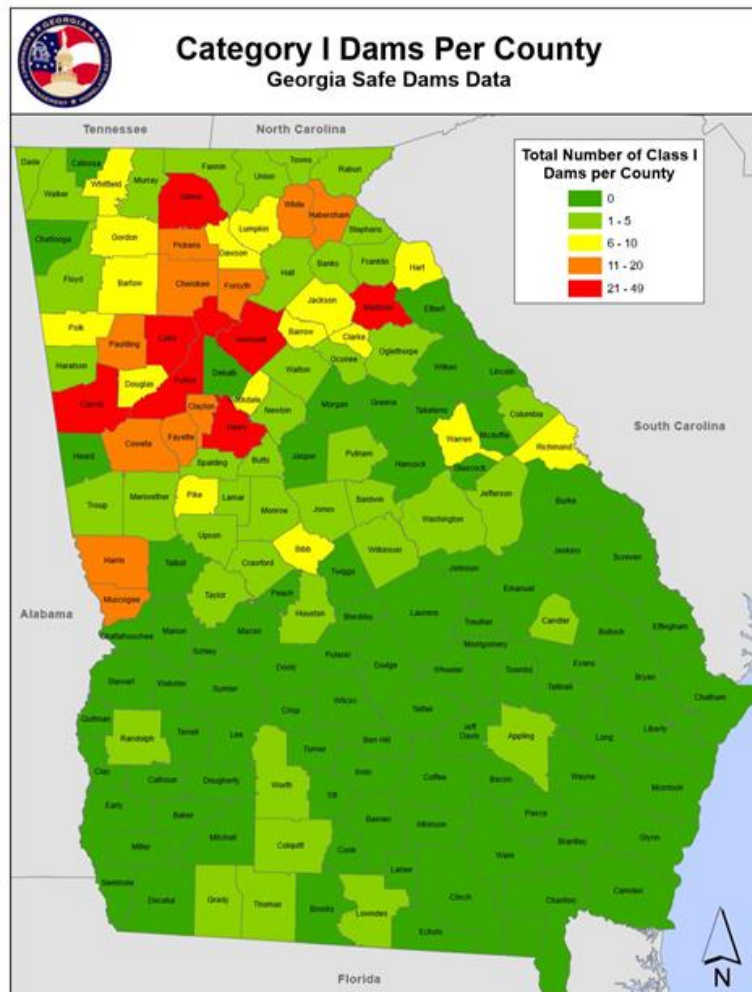 Category I Dams Per County
Georgia Safe Dams Data
GEORGIA
Tennessee
North Carolina
Total Number of Class I
Dams per County
0
1 - 5
6 - 10
11 - 20
21 - 49
Dade
Catoosa
Whitfield
Murray
Fannin
Union
Towns
Rabun
Walker
White
Habersham
Stephens
Chattooga
Gordon
Pickens
Lumpkin
Dawson
Banks
Franklin
Hart
Hall
Floyd
Bartow
Cherokee
Forsyth
Jackson
Madison
Elbert
Polk
Paulding
Cobb
Barrow
Clarke
Oglethorpe
Haralson
Douglas
Fulton
Dekalb
Walton
Oconee
Wilkes
Lincoln
Carroll
Clayton
Newton
Morgan
Greene
Taliaferro
Columbia
South Carolina
Heard
Coweta
Fayette
Henry
Butts
Jasper
Putnam
Hancock
Warren
Mcduffie
Richmond
Spalding
Glascock
Troup
Meriwether
Pike
Lamar
Monroe
Jones
Baldwin
Washington
Jefferson
Burke
Upson
Bibb
Wilkinson
Harris
Talbot
Crawford
Twiggs
Johnson
Jenkins
Screven
Muscogee
Taylor
Peach
Houston
Bleckley
Laurens
Emanuel
Candler
Alabama
Chattahoochee
Marion
Macon
Treutlen
Bulloch
Effingham
Schley
Dooly
Pulaski
Dodge
Montgomery
Wheeler
Toombs
Evans
Tattnall
Bryan
Stewart
Webster
Sumter
Wilcox
Telfair
Chatham
Quitman
Randolph
Terrell
Lee
Crisp
Turner
Ben Hill
Jeff
Davis
Appling
Long
Liberty
Clay
Calhoun
Dougherty
Worth
Irwin
Coffee
Bacon
Wayne
McIntosh
Early
Baker
Tift
Berrien
Atkinson
Pierce
Miller
Mitchell
Colquitt
Cook
Ware
Brantley
Glynn
Lanier
Seminole
Decatur
Grady
Thomas
Brooks
Lowndes
Clinch
Charlton
Camden
Echols
Florida
N